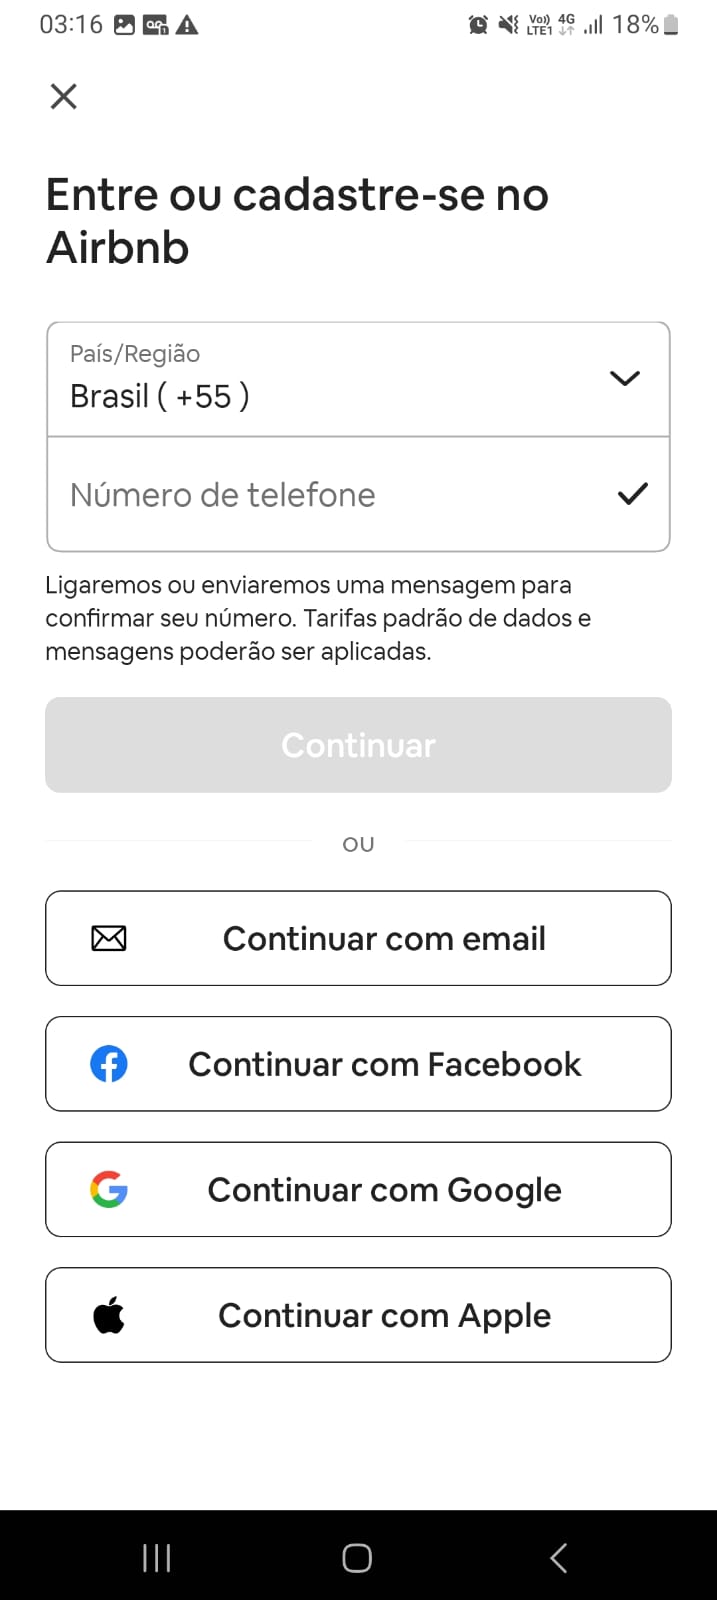 03:16
Vo)) 4G
LTE1
18%
Entre ou cadastre-se no
Airbnb
País/Região
Brasil ( +55 )
Número de telefone
Ligaremos ou enviaremos uma mensagem para
confirmar seu número. Tarifas padrão de dados e
mensagens poderão ser aplicadas.
Continuar
OU
Continuar com email
Continuar com Facebook
Continuar com Google
Continuar com Apple